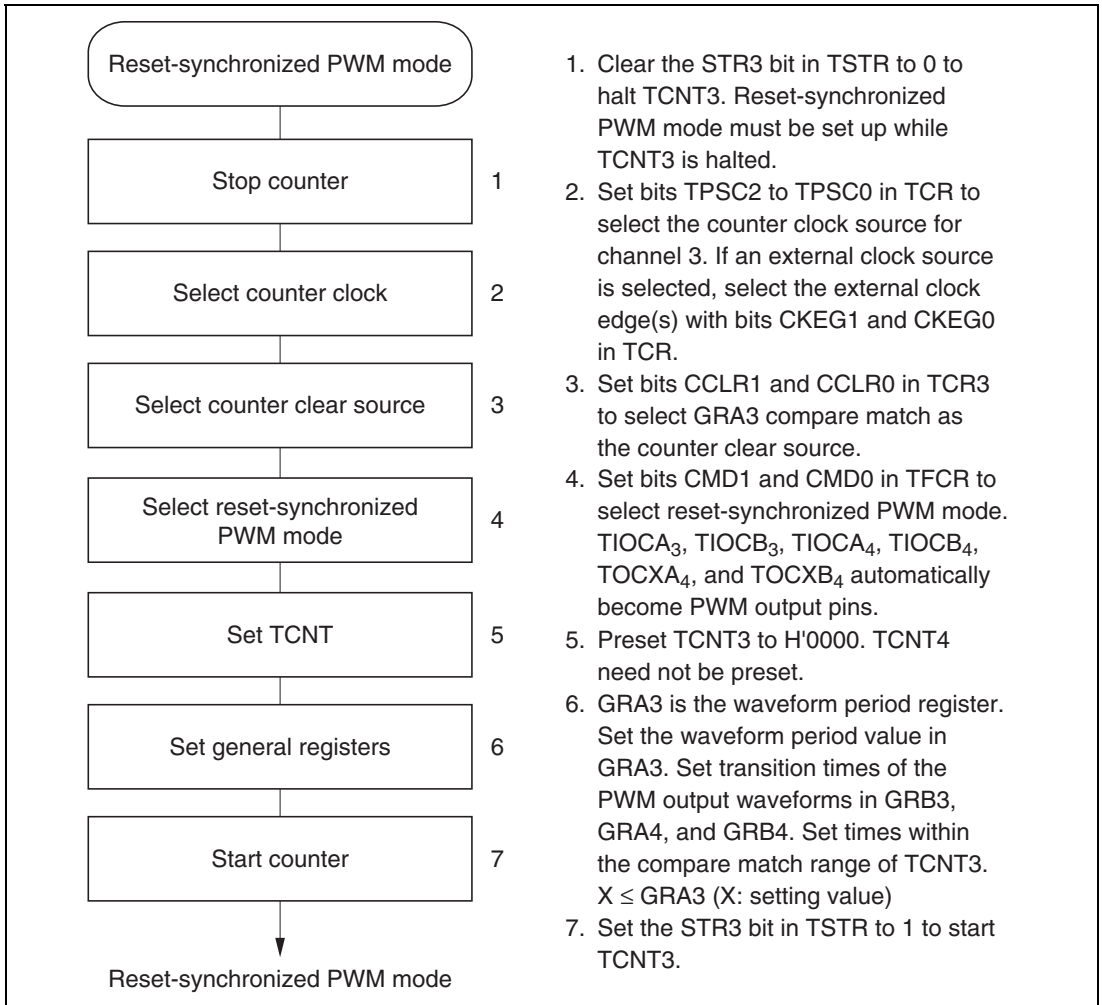 Reset-synchronized PWM mode
Stop counter
1
Select counter clock
2
Select counter clear source
3
Select reset-synchronized
PWM mode
4
Set TCNT
5
Set general registers
6
Start counter
7
Reset-synchronized PWM mode
1. Clear the STR3 bit in TSTR to 0 to
halt TCNT3. Reset-synchronized
PWM mode must be set up while
TCNT3 is halted.
2. Set bits TPSC2 to TPSC0 in TCR to
select the counter clock source for
channel 3. If an external clock source
is selected, select the external clock
edge(s) with bits CKEG1 and CKEG0
in TCR.
3. Set bits CCLR1 and CCLR0 in TCR3
to select GRA3 compare match as
the counter clear source.
4. Set bits CMD1 and CMD0 in TFCR to
select reset-synchronized PWM mode.
TIOCA₃, TIOCB₃, TIOCA₄, TIOCB₄,
TOCXA₄, and TOCXB₄ automatically
become PWM output pins.
5. Preset TCNT3 to H'0000. TCNT4
need not be preset.
6. GRA3 is the waveform period register.
Set the waveform period value in
GRA3. Set transition times of the
PWM output waveforms in GRB3,
GRA4, and GRB4. Set times within
the compare match range of TCNT3.
X ≤ GRA3 (X: setting value)
7. Set the STR3 bit in TSTR to 1 to start
TCNT3.